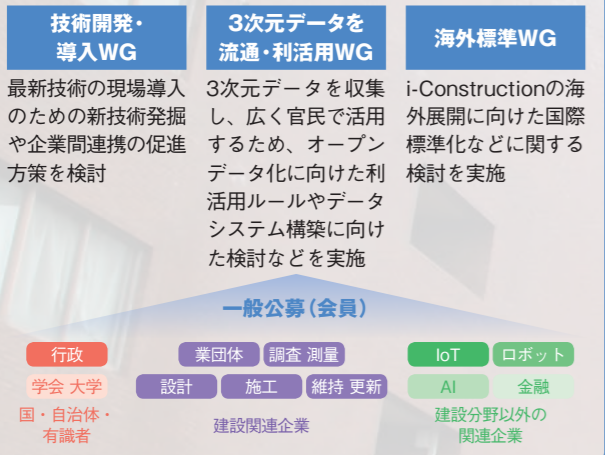 技術開発・
導入WG
最新技術の現場導入
のための新技術発掘
や企業間連携の促進
方策を検討
3次元データを
流通・利活用WG
3次元データを収集
し、広く官民で活用
するため、オープン
データ化に向けた利
活用ルールやデータ
システム構築に向け
た検討などを実施
海外標準WG
i-Constructionの海
外展開に向けた国際
標準化などに関する
検討を実施
一般公募(会員)
行政
学会 大学
国・自治体・
有識者
業団体 調査 測量
設計 施工 維持 更新
建設関連企業
IoT ロボット
AI 金融
建設分野以外の
関連企業